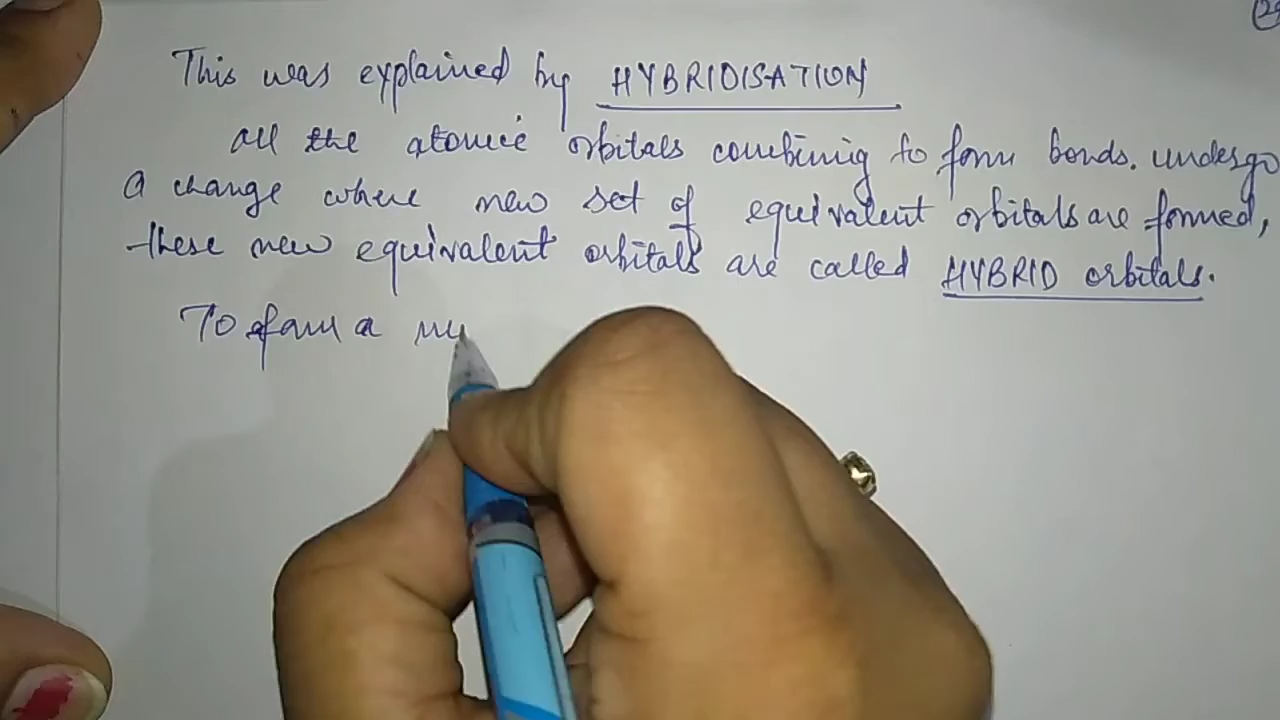 This was explained by HYBRIDISATION
all the atomic orbitals combining to form bonds. undergo
a change where new set of equivalent orbitals are formed,
these new equivalent orbitals are called HYBRID orbitals.
To form a